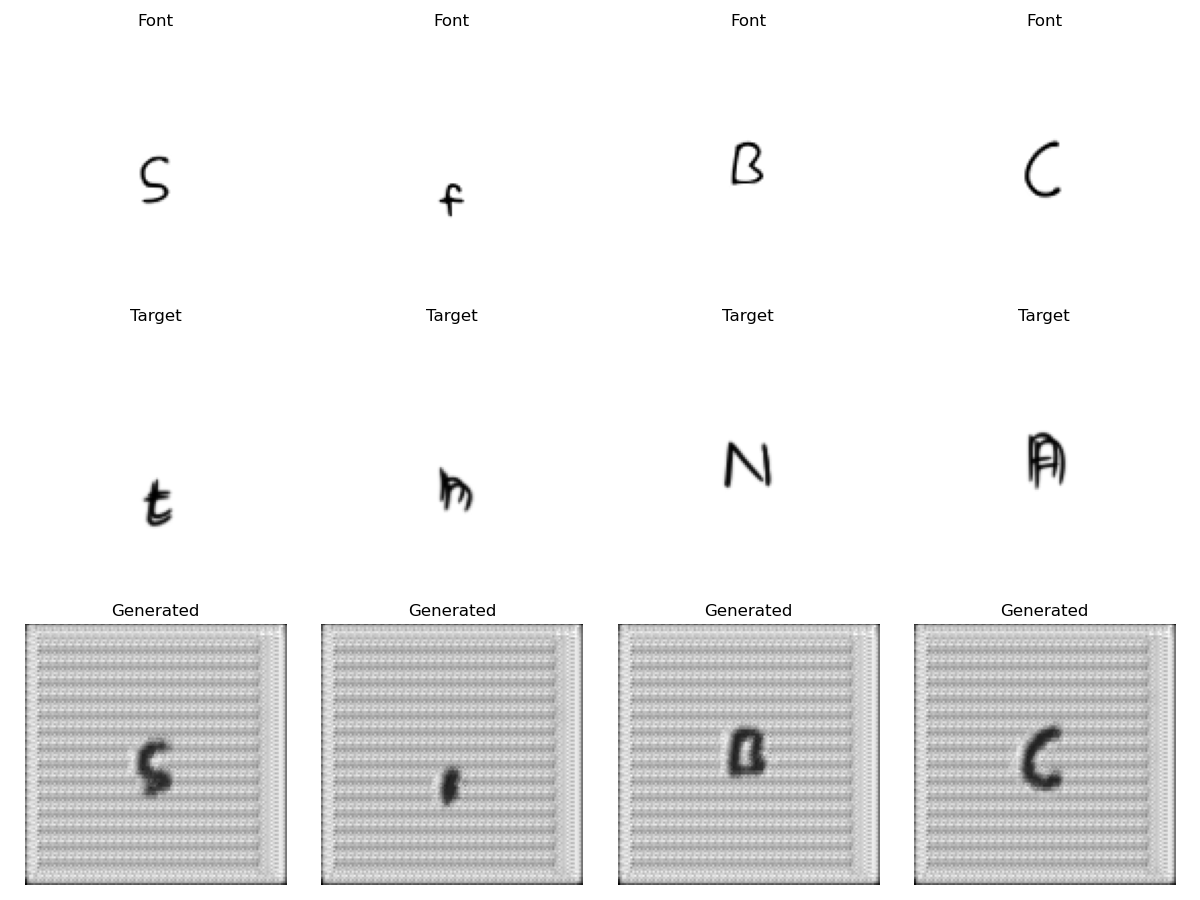 Font Font Font Font
S f B C
Target Target Target Target
t h N A
Generated Generated Generated Generated
S B C